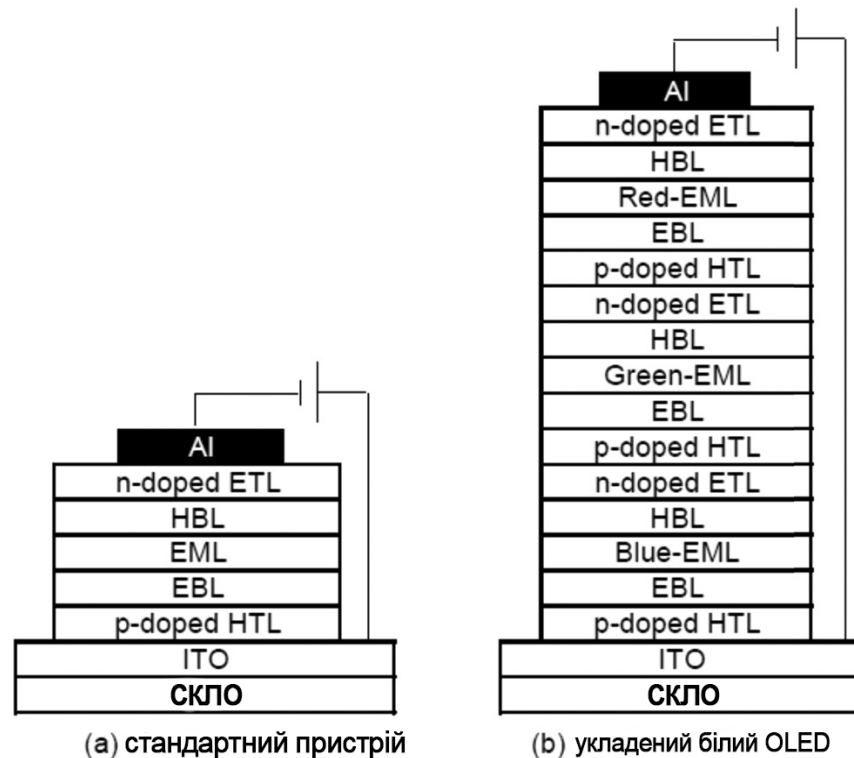 Al
n-doped ETL
HBL
EML
EBL
p-doped HTL
ITO
СКЛО
(a) стандартний пристрій
Al
n-doped ETL
HBL
Red-EML
EBL
p-doped HTL
n-doped ETL
HBL
Green-EML
EBL
p-doped HTL
n-doped ETL
HBL
Blue-EML
EBL
p-doped HTL
ITO
СКЛО
(b) укладений білий OLED